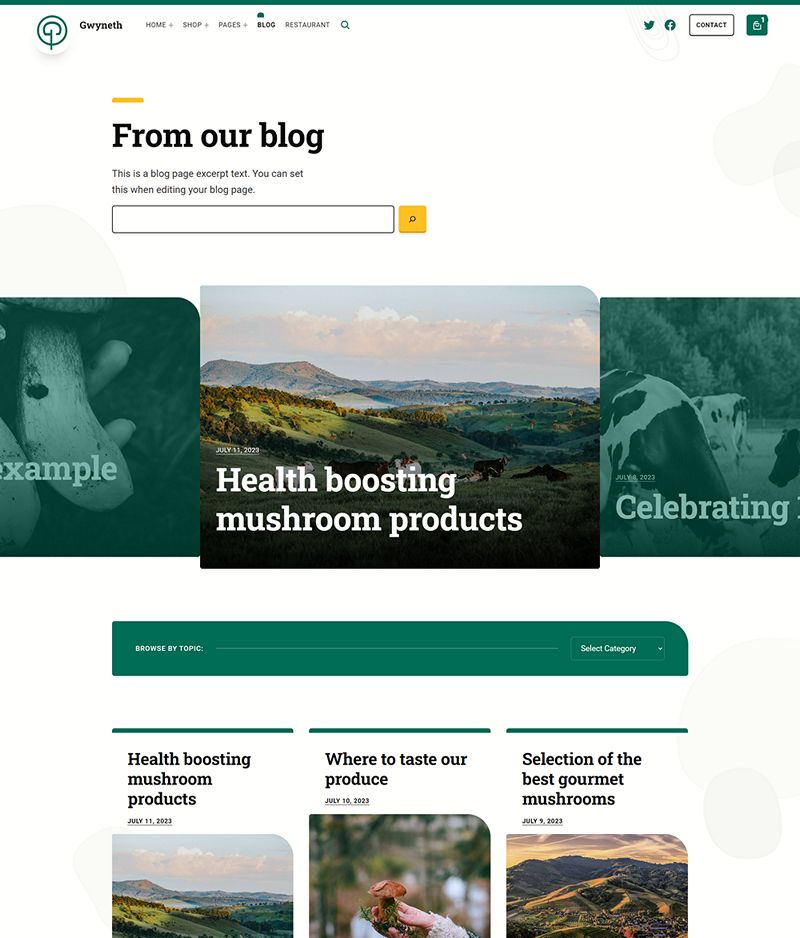 Gwyneth
HOME +
SHOP +
PAGES +
BLOG
RESTAURANT
CONTACT
1
From our blog
This is a blog page excerpt text. You can set
this when editing your blog page.
example
JULY 11, 2023
Health boosting
mushroom products
JULY 8, 2023
Celebrating
BROWSE BY TOPIC:
Select Category
Health boosting
mushroom
products
JULY 11, 2023
Where to taste our
produce
JULY 10, 2023
Selection of the
best gourmet
mushrooms
JULY 9, 2023